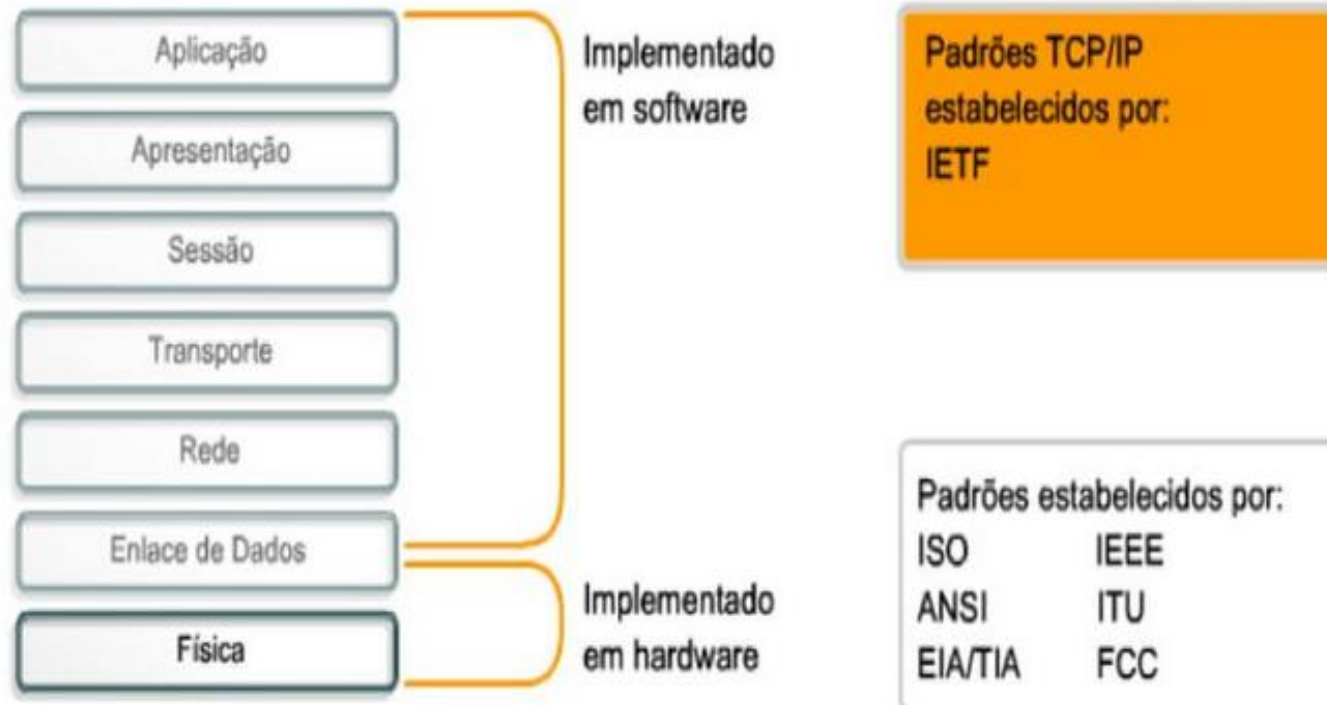 Aplicação
Apresentação
Sessão
Transporte
Rede
Enlace de Dados
Física
Implementado
em software
Implementado
em hardware
Padrões TCP/IP
estabelecidos por:
IETF
Padrões estabelecidos por:
ISO IEEE
ANSI ITU
EIA/TIA FCC